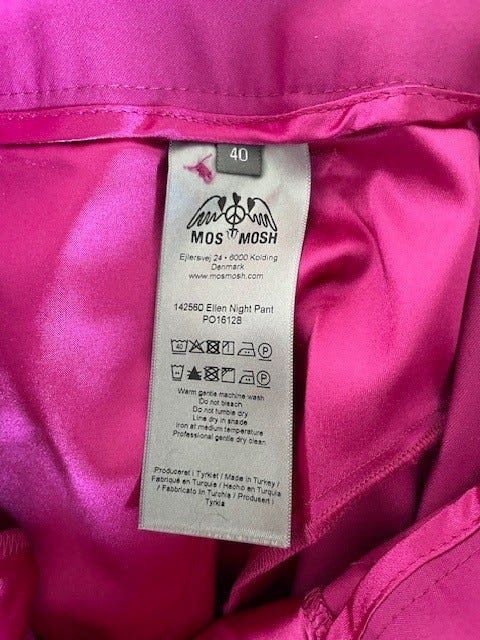 40
MOS MOSH
Ejlersvej 24 • 6000 Kolding
Denmark
www.mosmosh.com
142560 Ellen Night Pant
PO16128
40 P
P
Warm gentle machine wash
Do not bleach
Do not tumble dry
Line dry in shade
Iron at medium temperature
Professional gentle dry clean
Produceret i Tyrkiet / Made in Turkey /
Fabriqué en Turquie / Hecho en Turquia
/ Fabbricato in Turchia / Produsert i
Tyrkia